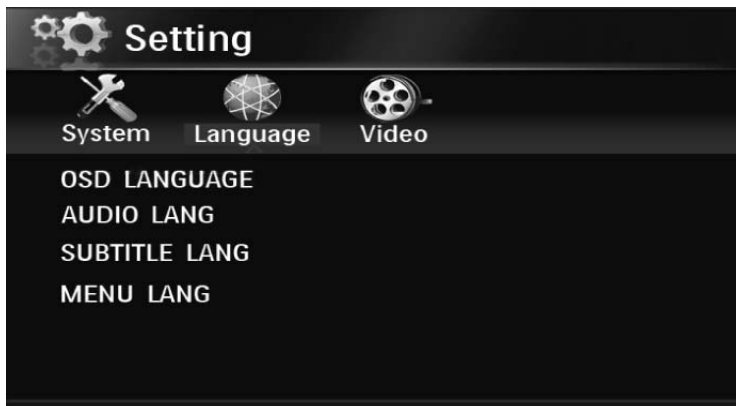 Setting
System Language Video
OSD LANGUAGE
AUDIO LANG
SUBTITLE LANG
MENU LANG